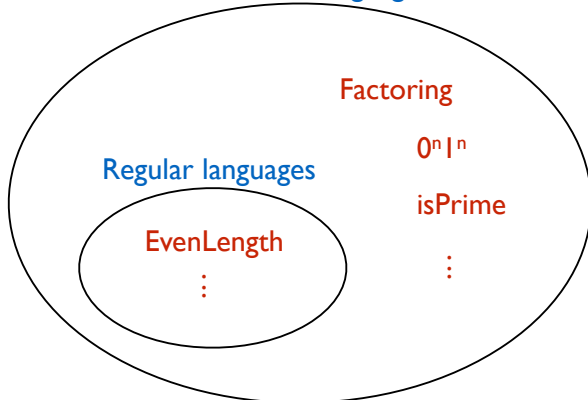 Factoring
0ⁿ1ⁿ
Regular languages
isPrime
EvenLength
⋮
⋮